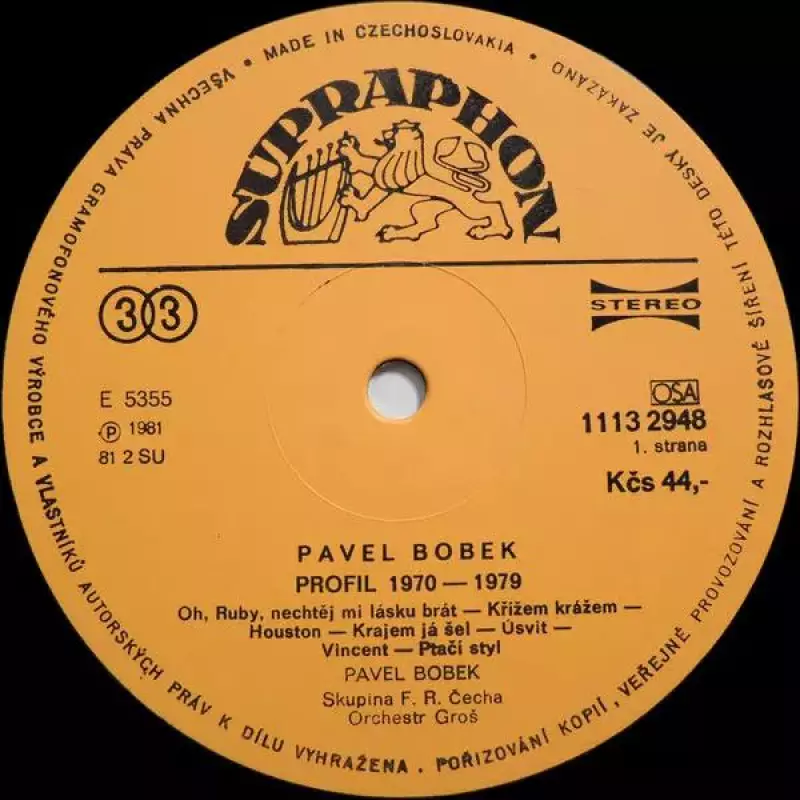 VŠECHNA PRÁVA GRAMOFONOVÉHO VÝROBCE A VLASTNÍKŮ AUTORSKÝCH PRÁV K DÍLU VYHRAŽENA . POŘIZOVÁNÍ KOPIÍ, VEŘEJNÉ PROVOZOVÁNÍ A ROZHLASOVÉ ŠÍŘENÍ TÉTO DESKY JE ZAKÁZÁNO
• MADE IN CZECHOSLOVAKIA •
SUPRAPHON
33
STEREO
E 5355
Ⓟ 1981
81 2 SU
OSA
1113 2948
1. strana
Kčs 44,-
PAVEL BOBEK
PROFIL 1970 — 1979
Oh, Ruby, nechtěj mi lásku brát — Křížem krážem —
Houston — Krajem já šel — Úsvit —
Vincent — Ptačí styl
PAVEL BOBEK
Skupina F. R. Čecha
Orchestr Groš